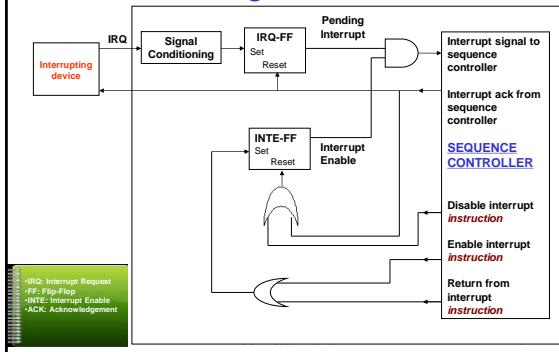 IRQ
Interrupting
device
Signal
Conditioning
IRQ-FF
Set
Reset
Pending
Interrupt
Interrupt signal to
sequence
controller
Interrupt ack from
sequence
controller
INTE-FF
Set
Reset
Interrupt
Enable
SEQUENCE
CONTROLLER
Disable interrupt
instruction
Enable interrupt
instruction
Return from
interrupt
instruction
•IRQ: Interrupt Request
•FF: Flip-Flop
•INTE: Interrupt Enable
•ACK: Acknowledgement